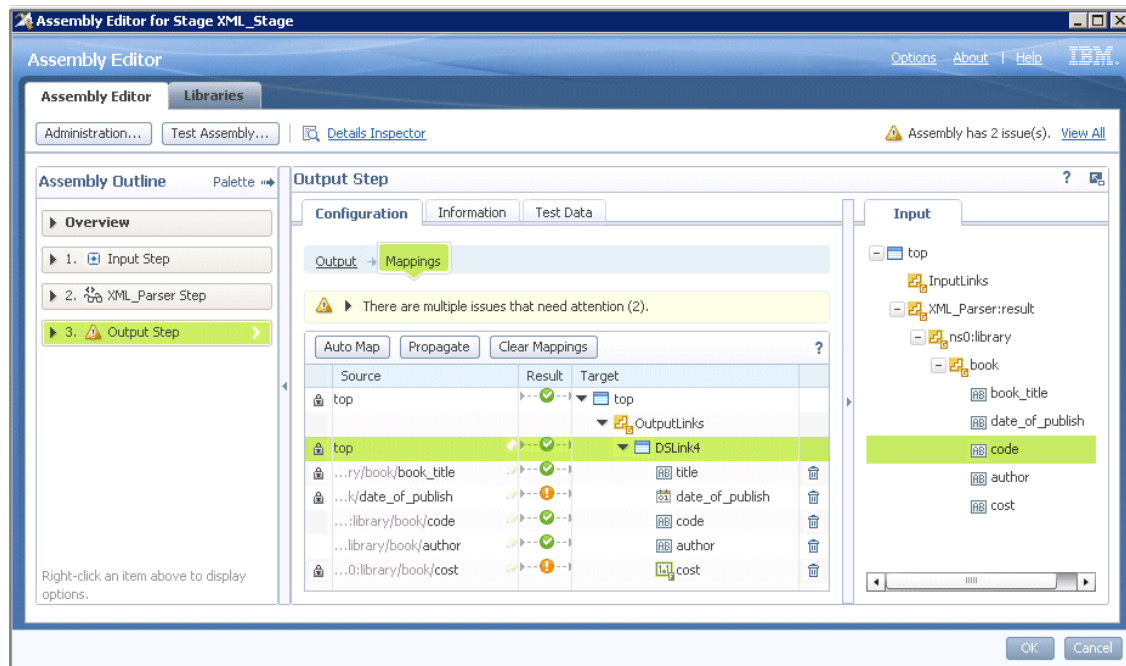 Assembly Editor for Stage XML_Stage
Assembly Editor
Options About | Help IBM.
Assembly Editor Libraries
Administration... Test Assembly... Details Inspector Assembly has 2 issue(s). View All
Assembly Outline Palette
Overview
1. Input Step
2. XML_Parser Step
3. Output Step
Right-click an item above to display
options.
Output Step ?
Configuration Information Test Data
Output Mappings
There are multiple issues that need attention (2).
Auto Map Propagate Clear Mappings ?
Source Result Target
top top
OutputLinks
top DSLink4
...ry/book/book_title title
...k/date_of_publish date_of_publish
...:library/book/code code
...library/book/author author
...0:library/book/cost cost
Input
top
InputLinks
XML_Parser:result
ns0:library
book
book_title
date_of_publish
code
author
cost
OK Cancel